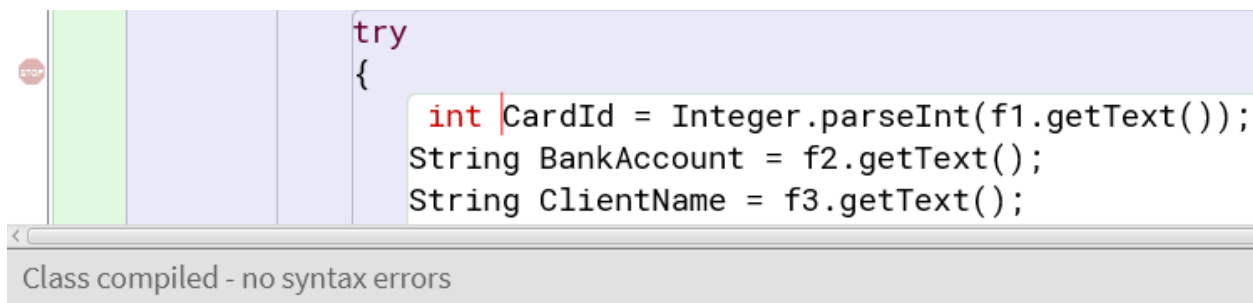 try
STOP
{
int CardId = Integer.parseInt(f1.getText());
String BankAccount = f2.getText();
String ClientName = f3.getText();
Class compiled - no syntax errors